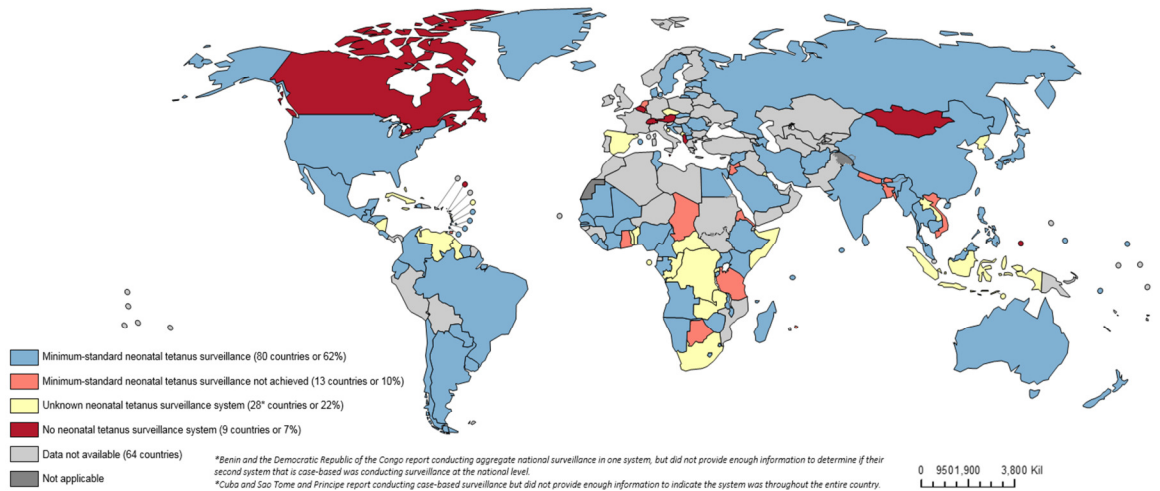 Minimum-standard neonatal tetanus surveillance (80 countries or 62%)
Minimum-standard neonatal tetanus surveillance not achieved (13 countries or 10%)
Unknown neonatal tetanus surveillance system (28* countries or 22%)
No neonatal tetanus surveillance system (9 countries or 7%)
Data not available (64 countries)
Not applicable
*Benin and the Democratic Republic of the Congo report conducting aggregate national surveillance in one system, but did not provide enough information to determine if their
second system that is case-based was conducting surveillance at the national level.
*Cuba and Sao Tome and Principe report conducting case-based surveillance but did not provide enough information to indicate the system was throughout the entire country.
0 9501,900 3,800 Kil